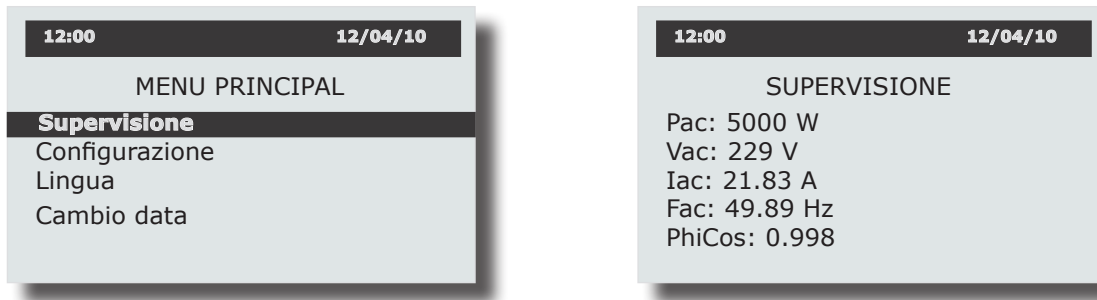 12:00 12/04/10
MENU PRINCIPAL
Supervisione
Configurazione
Lingua
Cambio data
12:00 12/04/10
SUPERVISIONE
Pac: 5000 W
Vac: 229 V
Iac: 21.83 A
Fac: 49.89 Hz
PhiCos: 0.998